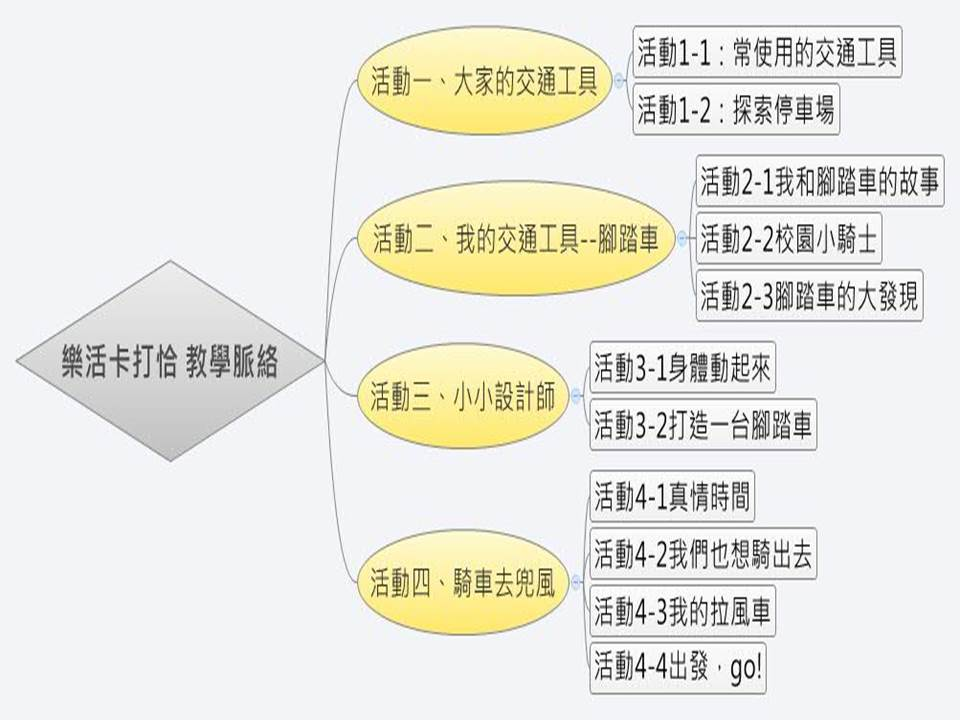 樂活卡打恰 教學脈絡
活動一、大家的交通工具
活動1-1：常使用的交通工具
活動1-2：探索停車場
活動二、我的交通工具--腳踏車
活動2-1我和腳踏車的故事
活動2-2校園小騎士
活動2-3腳踏車的大發現
活動三、小小設計師
活動3-1身體動起來
活動3-2打造一台腳踏車
活動四、騎車去兜風
活動4-1真情時間
活動4-2我們也想騎出去
活動4-3我的拉風車
活動4-4出發，go!